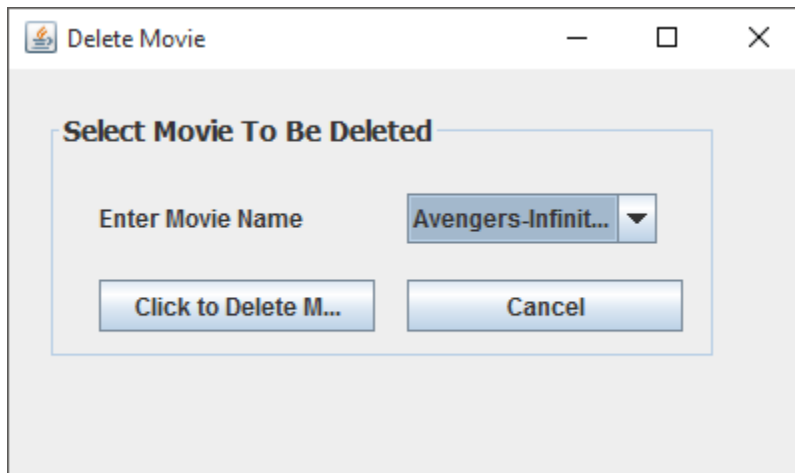 Delete Movie
Select Movie To Be Deleted
Enter Movie Name Avengers-Infinit...
Click to Delete M... Cancel